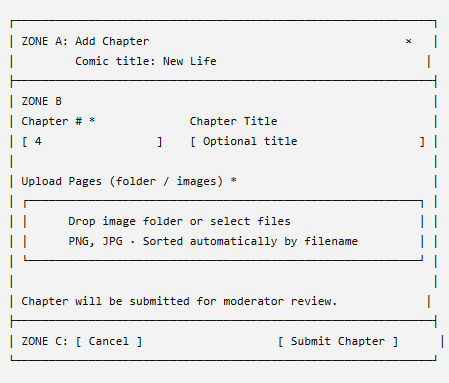 ZONE A: Add Chapter ×
Comic title: New Life
ZONE B
Chapter # * Chapter Title
[ 4 ] [ Optional title ]
Upload Pages (folder / images) *
Drop image folder or select files
PNG, JPG · Sorted automatically by filename
Chapter will be submitted for moderator review.
ZONE C: [ Cancel ] [ Submit Chapter ]